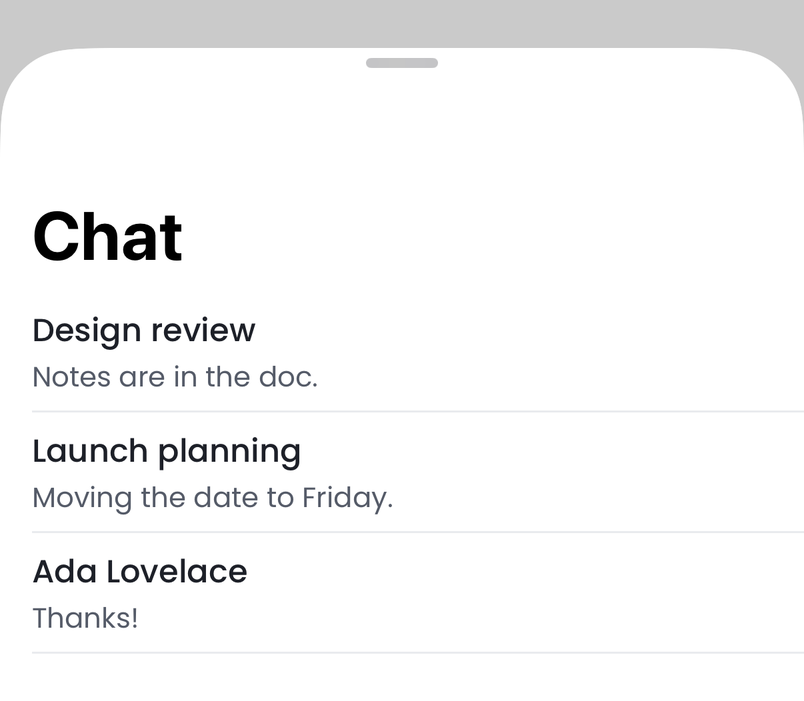 Chat
Design review
Notes are in the doc.
Launch planning
Moving the date to Friday.
Ada Lovelace
Thanks!